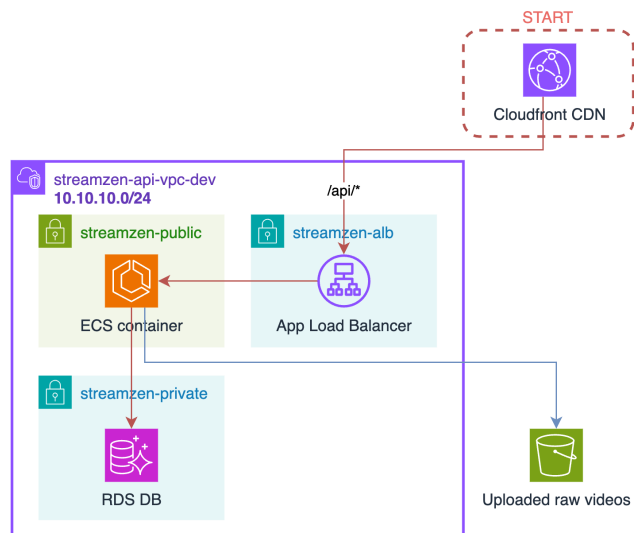 START
Cloudfront CDN
streamzen-api-vpc-dev
10.10.10.0/24
/api/*
streamzen-public
streamzen-alb
ECS container
App Load Balancer
streamzen-private
RDS DB
Uploaded raw videos